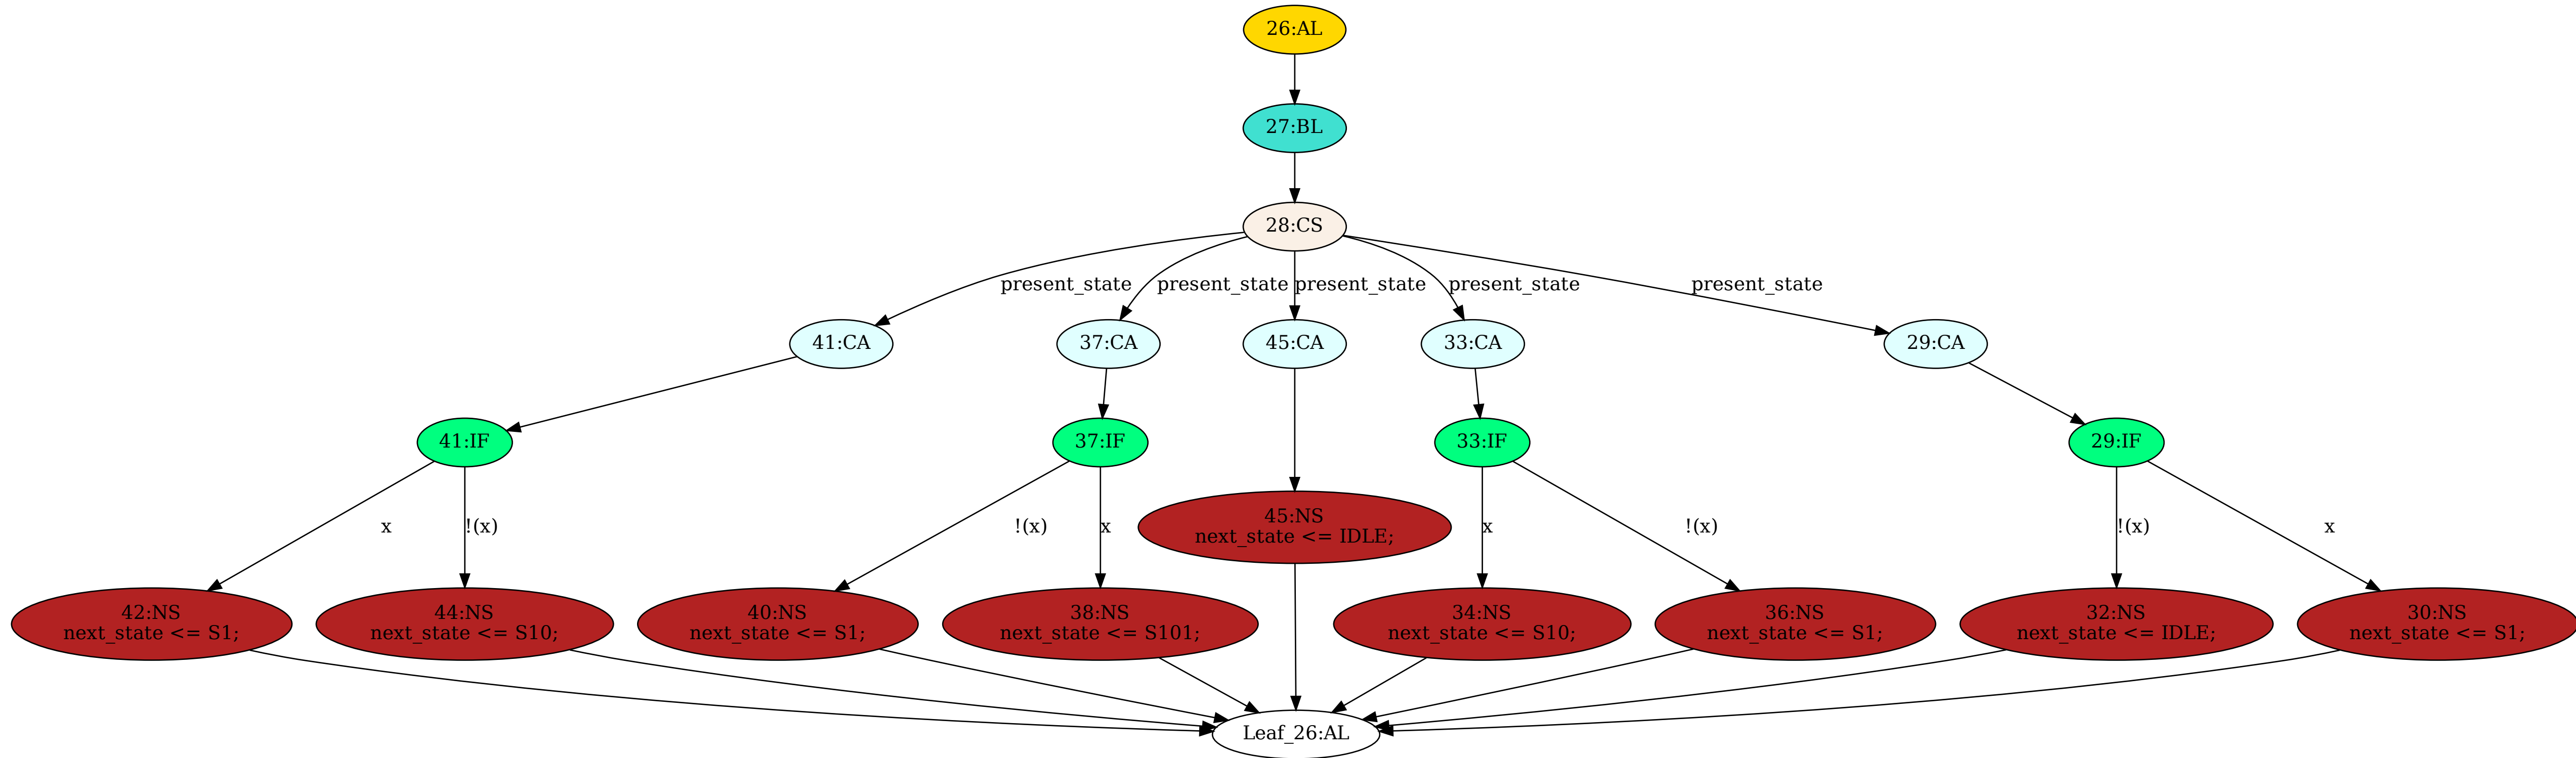 26:AL
27:BL
28:CS
present_state
present_state
present_state
present_state
present_state
41:CA
37:CA
45:CA
33:CA
29:CA
41:IF
37:IF
33:IF
29:IF
x
!(x)
!(x)
x
45:NS
next_state <= IDLE;
x
!(x)
!(x)
x
42:NS
next_state <= S1;
44:NS
next_state <= S10;
40:NS
next_state <= S1;
38:NS
next_state <= S101;
34:NS
next_state <= S10;
36:NS
next_state <= S1;
32:NS
next_state <= IDLE;
30:NS
next_state <= S1;
Leaf_26:AL